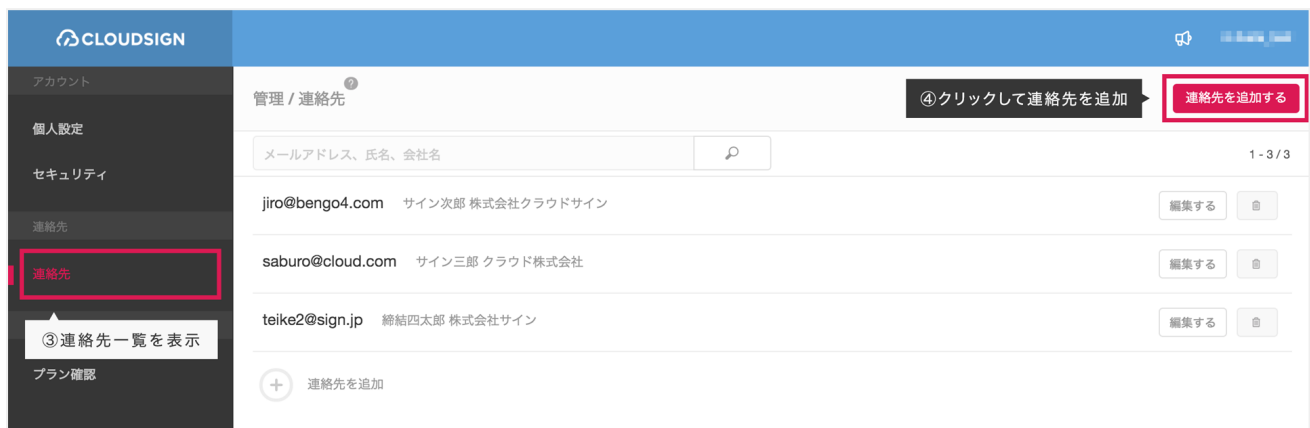 CLOUDSIGN
アカウント
個人設定
セキュリティ
連絡先
連絡先
③連絡先一覧を表示
プラン確認
管理 / 連絡先 ?
④クリックして連絡先を追加
連絡先を追加する
メールアドレス、氏名、会社名
1 - 3 / 3
jiro@bengo4.com サイン次郎 株式会社クラウドサイン 編集する
saburo@cloud.com サイン三郎 クラウド株式会社 編集する
teike2@sign.jp 締結四太郎 株式会社サイン 編集する
連絡先を追加